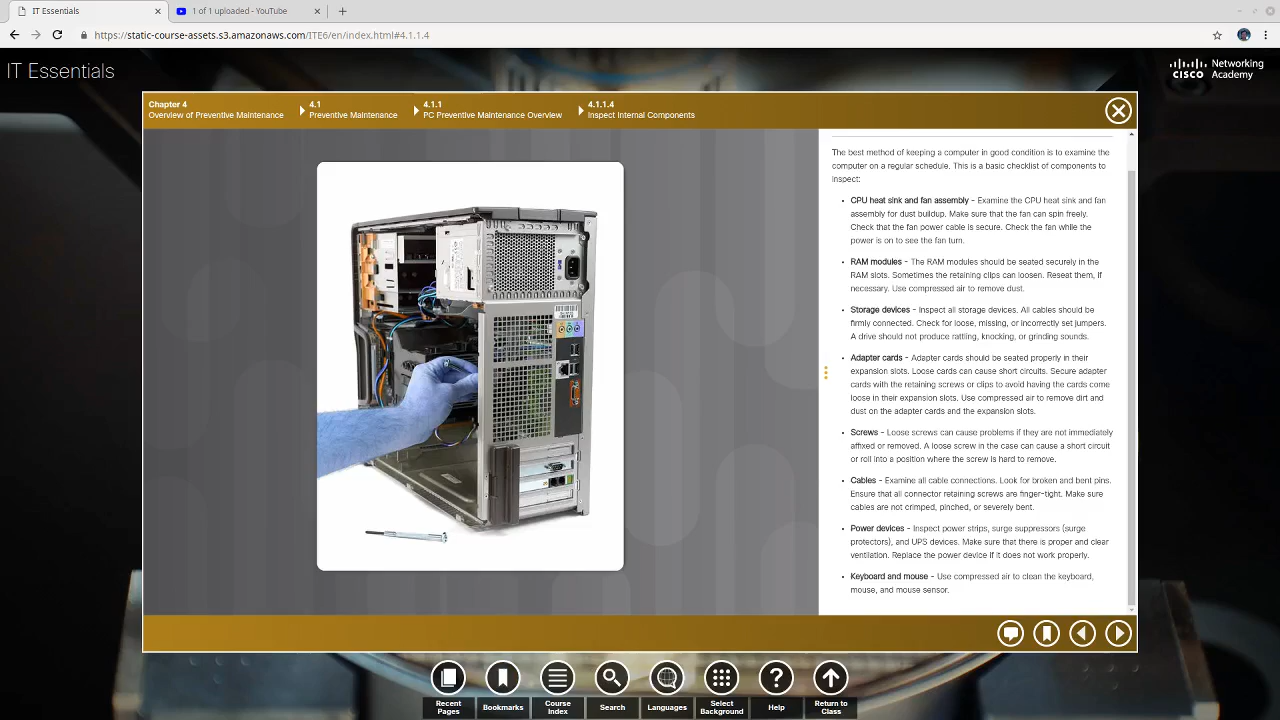 IT Essentials
1 of 1 uploaded - YouTube
https://static-course-assets.s3.amazonaws.com/ITE6/en/index.html#4.1.1.4
IT Essentials
CISCO
Networking
Academy
Chapter 4
Overview of Preventive Maintenance
4.1
Preventive Maintenance
4.1.1
PC Preventive Maintenance Overview
4.1.1.4
Inspect Internal Components
The best method of keeping a computer in good condition is to examine the
computer on a regular schedule. This is a basic checklist of components to
inspect:
• CPU heat sink and fan assembly - Examine the CPU heat sink and fan
assembly for dust buildup. Make sure that the fan can spin freely.
Check that the fan power cable is secure. Check the fan while the
power is on to see the fan turn.
• RAM modules - The RAM modules should be seated securely in the
RAM slots. Sometimes the retaining clips can loosen. Reseat them, if
necessary. Use compressed air to remove dust.
• Storage devices - Inspect all storage devices. All cables should be
firmly connected. Check for loose, missing, or incorrectly set jumpers.
A drive should not produce rattling, knocking, or grinding sounds.
• Adapter cards - Adapter cards should be seated properly in their
expansion slots. Loose cards can cause short circuits. Secure adapter
cards with the retaining screws or clips to avoid having the cards come
loose in their expansion slots. Use compressed air to remove dirt and
dust on the adapter cards and the expansion slots.
• Screws - Loose screws can cause problems if they are not immediately
affixed or removed. A loose screw in the case can cause a short circuit
or roll into a position where the screw is hard to remove.
• Cables - Examine all cable connections. Look for broken and bent pins.
Ensure that all connector retaining screws are finger-tight. Make sure
cables are not crimped, pinched, or severely bent.
• Power devices - Inspect power strips, surge suppressors (surge
protectors), and UPS devices. Make sure that there is proper and clear
ventilation. Replace the power device if it does not work properly.
• Keyboard and mouse - Use compressed air to clean the keyboard,
mouse, and mouse sensor.
Recent
Pages
Bookmarks
Course
Index
Search
Languages
Select
Background
Help
Return to
Class